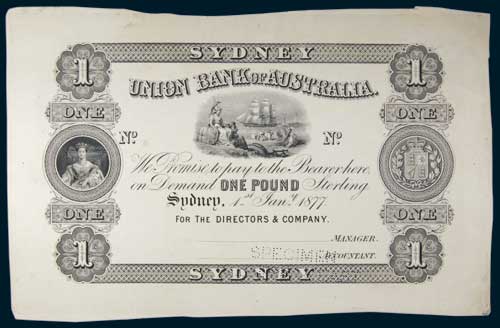 1 SYDNEY 1
UNION BANK OF AUSTRALIA.
ONE ONE
No. No.
We Promise to pay to the Bearer here,
on Demand ONE POUND Sterling.
Sydney, 1st Jany. 1877.
FOR THE DIRECTORS & COMPANY.
ONE ONE
MANAGER.
SPECIMEN ACCOUNTANT.
1 SYDNEY 1